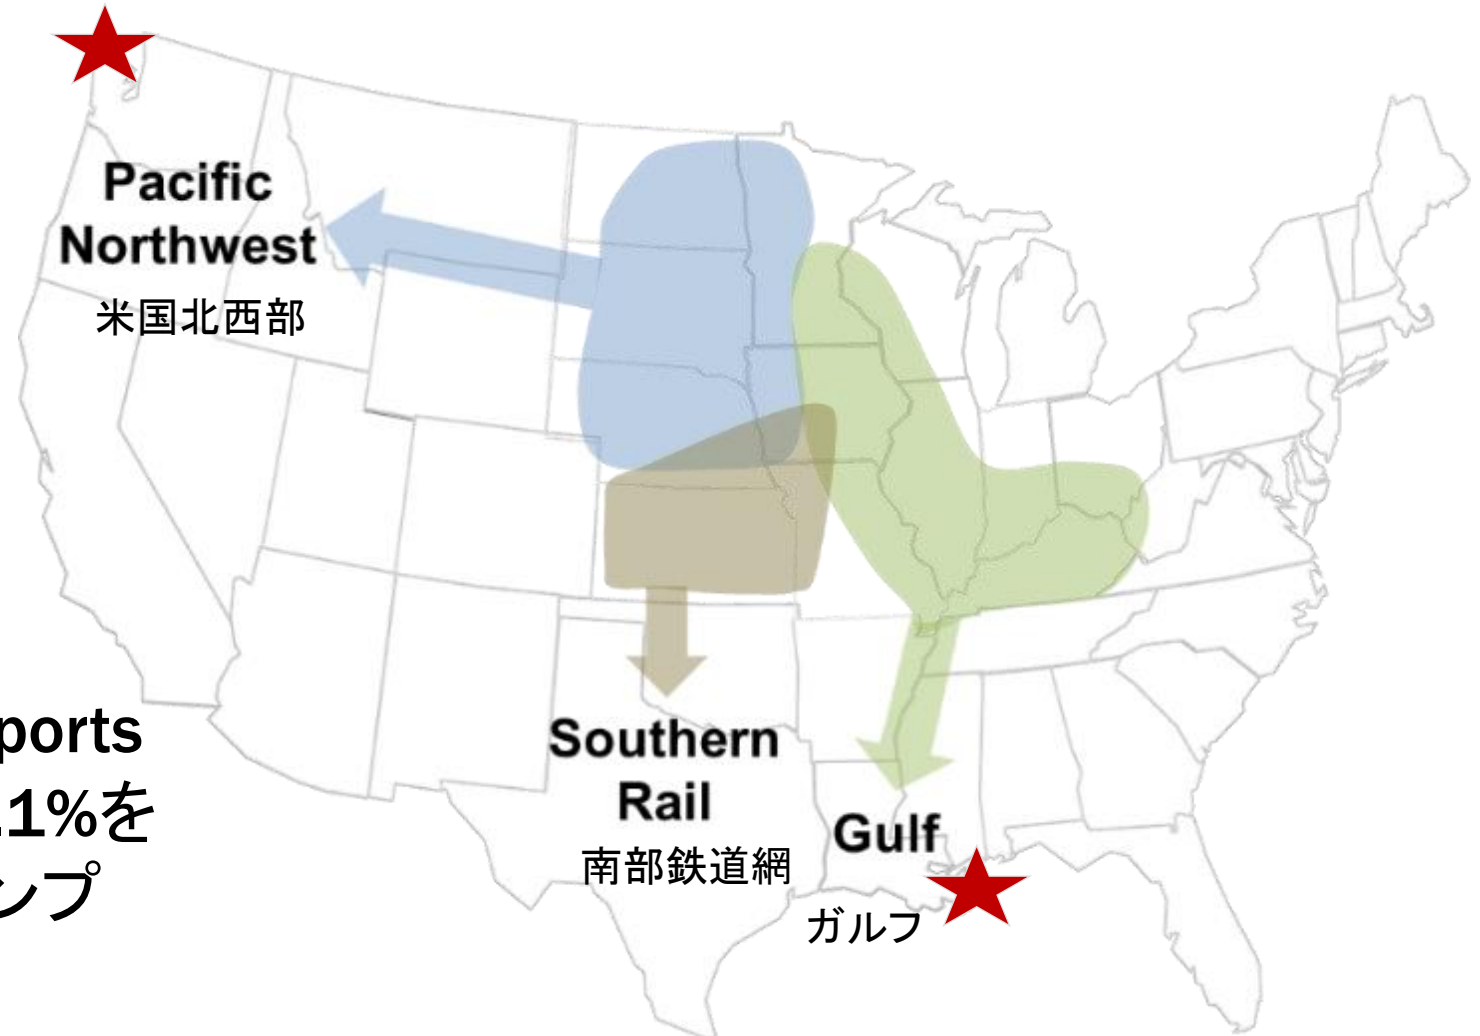 Pacific
Northwest
米国北西部
ports
1%を
ンプ
Southern
Rail
南部鉄道網
Gulf
ガルフ